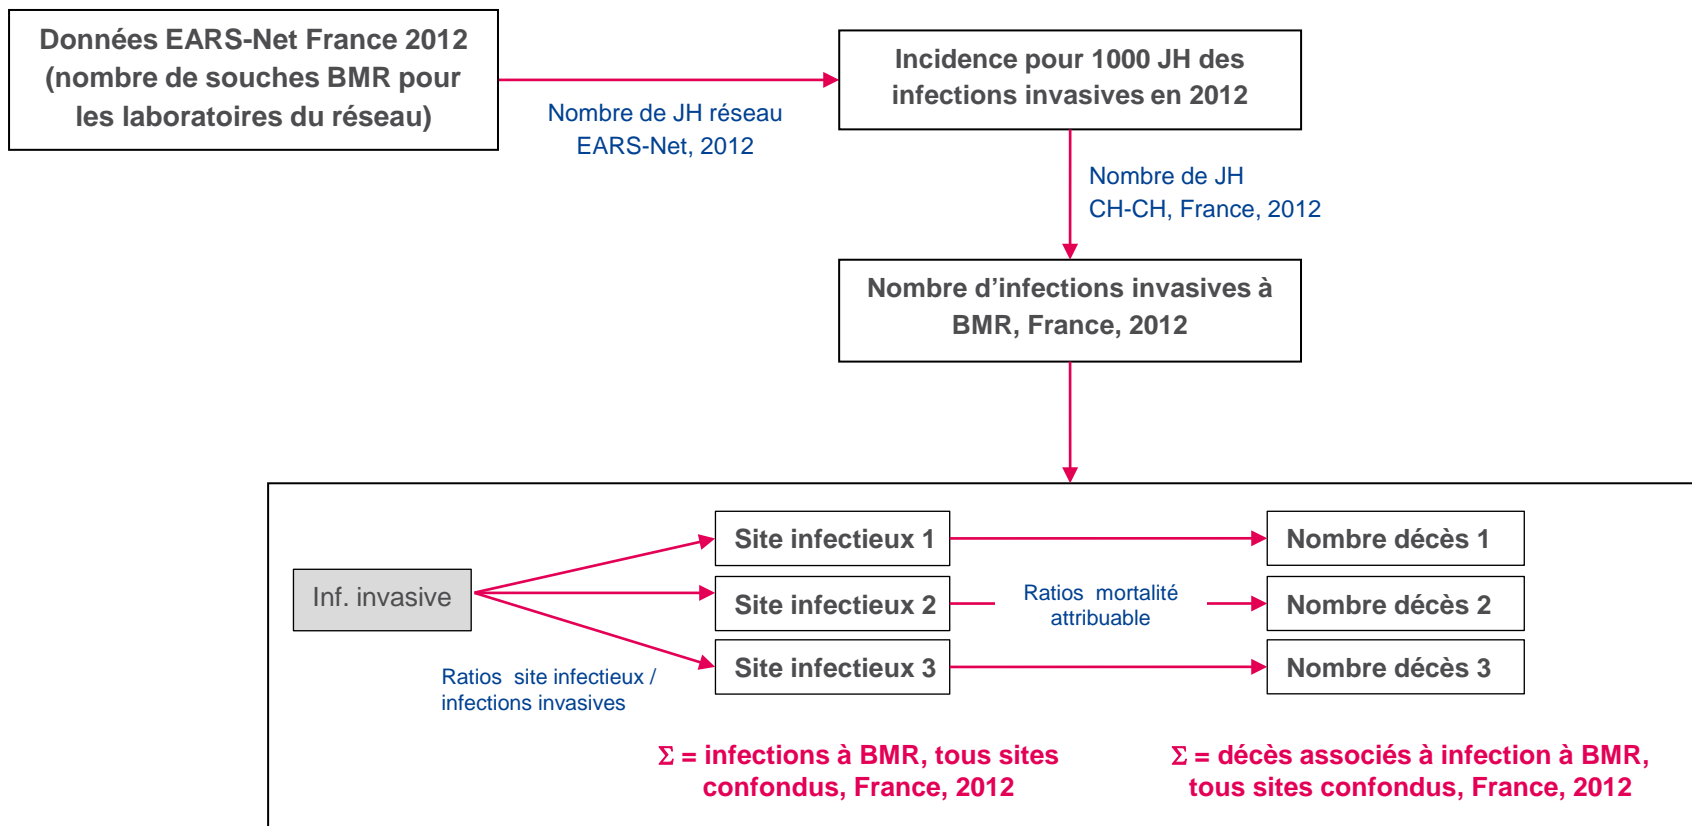 Données EARS-Net France 2012
(nombre de souches BMR pour
les laboratoires du réseau)
Nombre de JH réseau
EARS-Net, 2012
Incidence pour 1000 JH des
infections invasives en 2012
Nombre de JH
CH-CH, France, 2012
Nombre d’infections invasives à
BMR, France, 2012
Inf. invasive
Ratios site infectieux /
infections invasives
Site infectieux 1
Site infectieux 2
Site infectieux 3
Ratios mortalité
attribuable
Nombre décès 1
Nombre décès 2
Nombre décès 3
Σ = infections à BMR, tous sites
confondus, France, 2012
Σ = décès associés à infection à BMR,
tous sites confondus, France, 2012